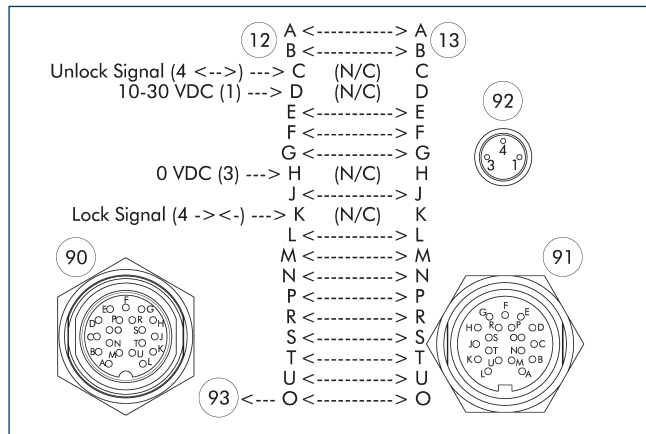 12 A <----------> A 13
B <----------> B
Unlock Signal (4 <-->) ---> C (N/C) C
10-30 VDC (1) ---> D (N/C) D
E <----------> E
F <----------> F
G <----------> G
0 VDC (3) ---> H (N/C) H
J <----------> J
Lock Signal (4 -><-) ---> K (N/C) K
L <----------> L
M <----------> M
N <----------> N
P <----------> P
R <----------> R
S <----------> S
T <----------> T
U <----------> U
93 <--- O <----------> O
92
4
3 1
90
F
E G
D P R H
C O S J
N T
B M U K
A L
91
F
G E
H R P D
J S O C
T N
K U M B
L A